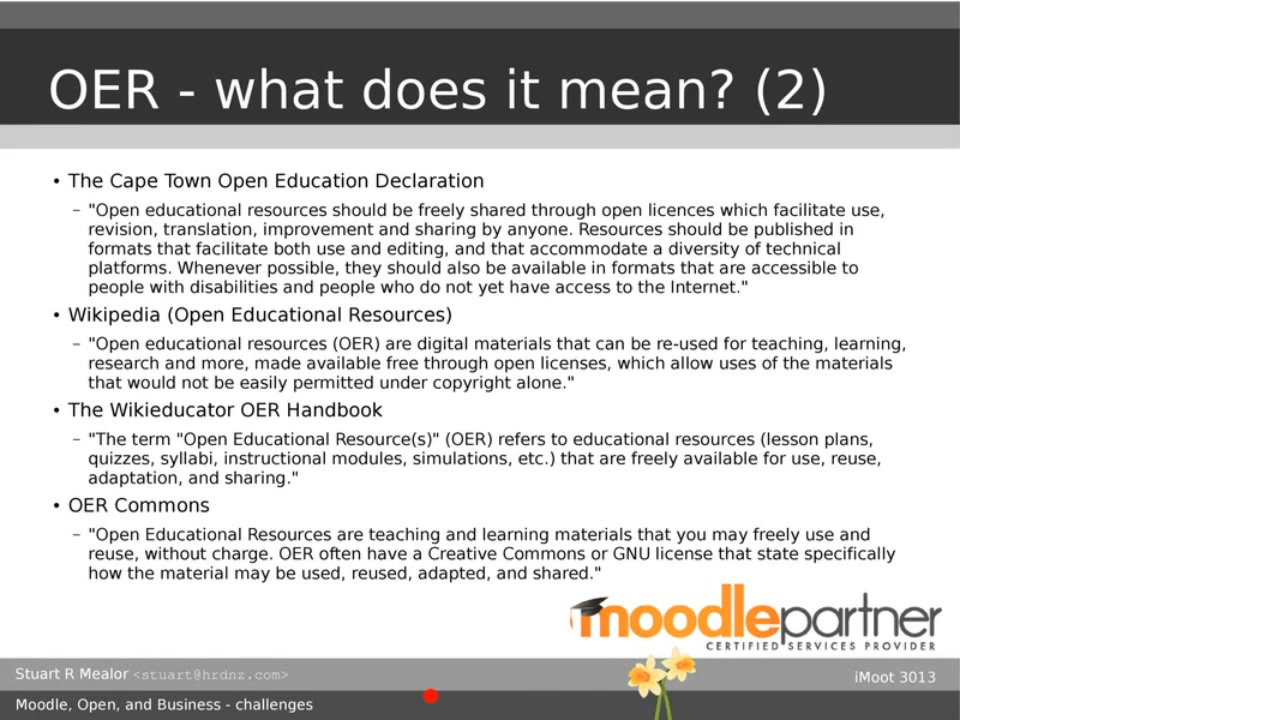 OER - what does it mean? (2)
• The Cape Town Open Education Declaration
– "Open educational resources should be freely shared through open licences which facilitate use,
revision, translation, improvement and sharing by anyone. Resources should be published in
formats that facilitate both use and editing, and that accommodate a diversity of technical
platforms. Whenever possible, they should also be available in formats that are accessible to
people with disabilities and people who do not yet have access to the Internet."
• Wikipedia (Open Educational Resources)
– "Open educational resources (OER) are digital materials that can be re-used for teaching, learning,
research and more, made available free through open licenses, which allow uses of the materials
that would not be easily permitted under copyright alone."
• The Wikieducator OER Handbook
– "The term "Open Educational Resource(s)" (OER) refers to educational resources (lesson plans,
quizzes, syllabi, instructional modules, simulations, etc.) that are freely available for use, reuse,
adaptation, and sharing."
• OER Commons
– "Open Educational Resources are teaching and learning materials that you may freely use and
reuse, without charge. OER often have a Creative Commons or GNU license that state specifically
how the material may be used, reused, adapted, and shared."
moodlepartner
CERTIFIED SERVICES PROVIDER
Stuart R Mealor <stuart@hrdnz.com>
iMoot 3013
Moodle, Open, and Business - challenges